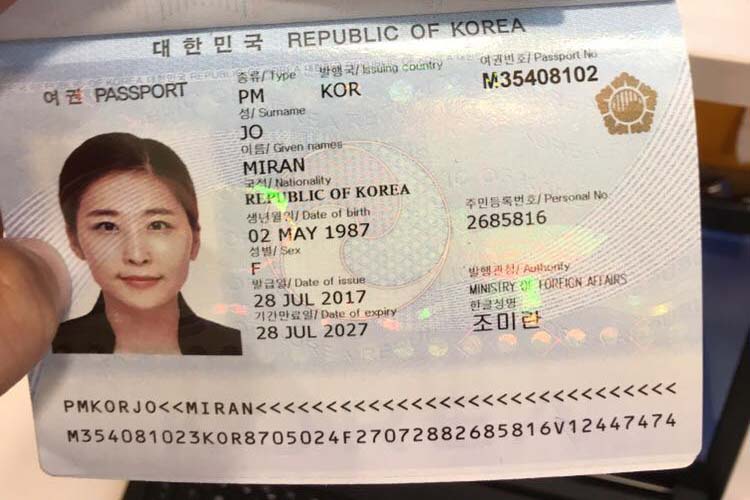 대한민국 REPUBLIC OF KOREA
여권 PASSPORT
종류/Type 발행국/Issuing country 여권번호/Passport No
PM KOR M35408102
성/Surname
JO
이름/Given names
MIRAN
국적/Nationality
REPUBLIC OF KOREA
생년월일/Date of birth 주민등록번호/Personal No
02 MAY 1987 2685816
성별/Sex
F
발급일/Date of issue 발행관청/Authority
28 JUL 2017 MINISTRY OF FOREIGN AFFAIRS
기간만료일/Date of expiry 한글성명
28 JUL 2027 조미란
PMKORJO<<MIRAN<<<<<<<<<<<<<<<<<<<<<<<<<<<<<<
M354081023KOR8705024F27072882685816V12447474